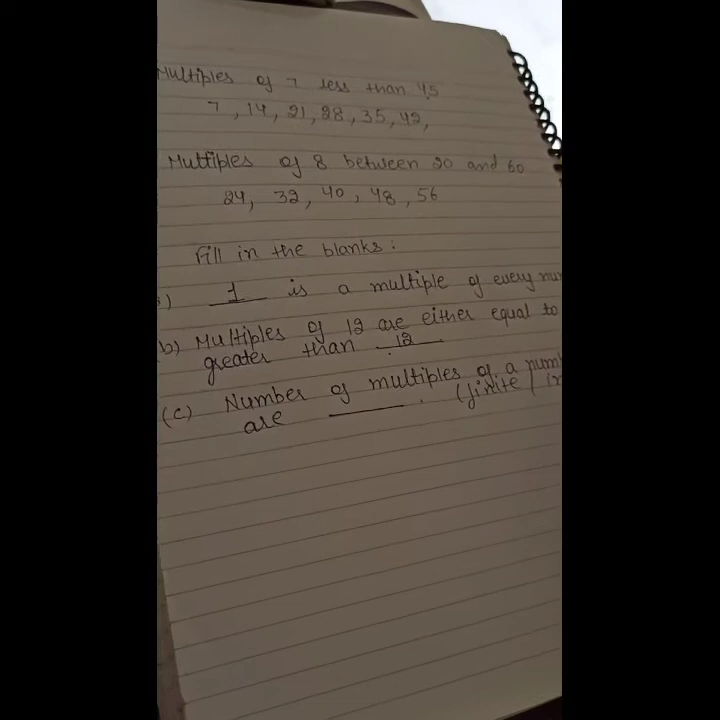 Multiples of 7 less than 45
7, 14, 21, 28, 35, 42,
Multiples of 8 between 20 and 60
24, 32, 40, 48, 56
Fill in the blanks:
1 is a multiple of every
b) Multiples of 12 are either equal to
greater than 12.
(c) Number of multiples of a
are ______. (finite /